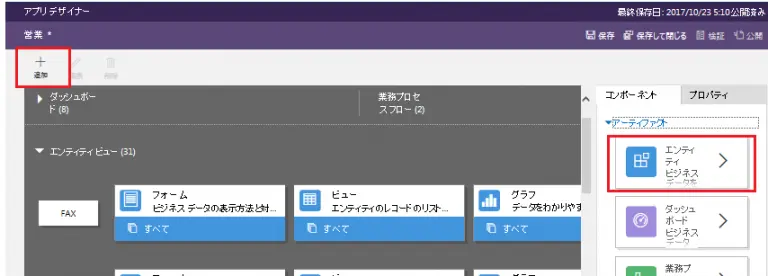 アプリ デザイナー
最終保存日: 2017/10/23 5:10 公開済み
営業 *
保存 保存して閉じる 検証 公開
追加
ダッシュボー
ド (8)
業務プロセ
スフロー (2)
エンティティ ビュー (31)
FAX
フォーム
ビジネス データの表示方法と対...
すべて
ビュー
エンティティのレコードのリスト...
すべて
グラフ
データをわかりやす
すべて
コンポーネント プロパティ
アーティファクト
エンティ
ティ
ビジネス
データを
ダッシュ
ボード
ビジネス
データ
業務プ